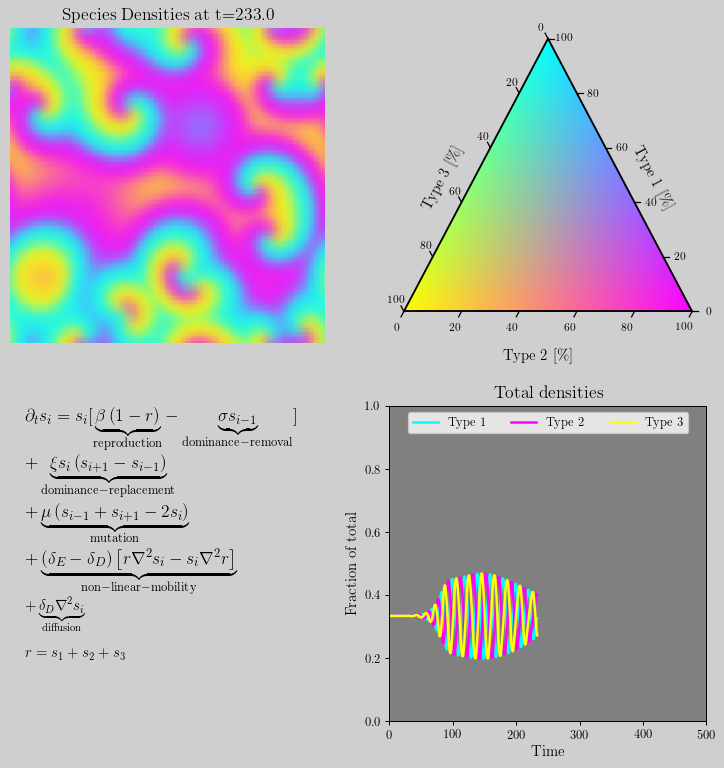 Species Densities at t=233.0
0
100
20
80
40
60
Type 3 [%]
Type 1 [%]
60
40
80
20
100
0
0 20 40 60 80 100
Type 2 [%]
∂ₜsᵢ = sᵢ[ β (1 − r) − σsᵢ₋₁ ]
reproduction dominance−removal
+ ξsᵢ (sᵢ₊₁ − sᵢ₋₁)
dominance−replacement
+ μ (sᵢ₋₁ + sᵢ₊₁ − 2sᵢ)
mutation
+ (δ_E − δ_D) [r∇²sᵢ − sᵢ∇²r]
non−linear−mobility
+ δ_D∇²sᵢ
diffusion
r = s₁ + s₂ + s₃
Total densities
Type 1 Type 2 Type 3
1.0
0.8
0.6
0.4
0.2
0.0
Fraction of total
0 100 200 300 400 500
Time